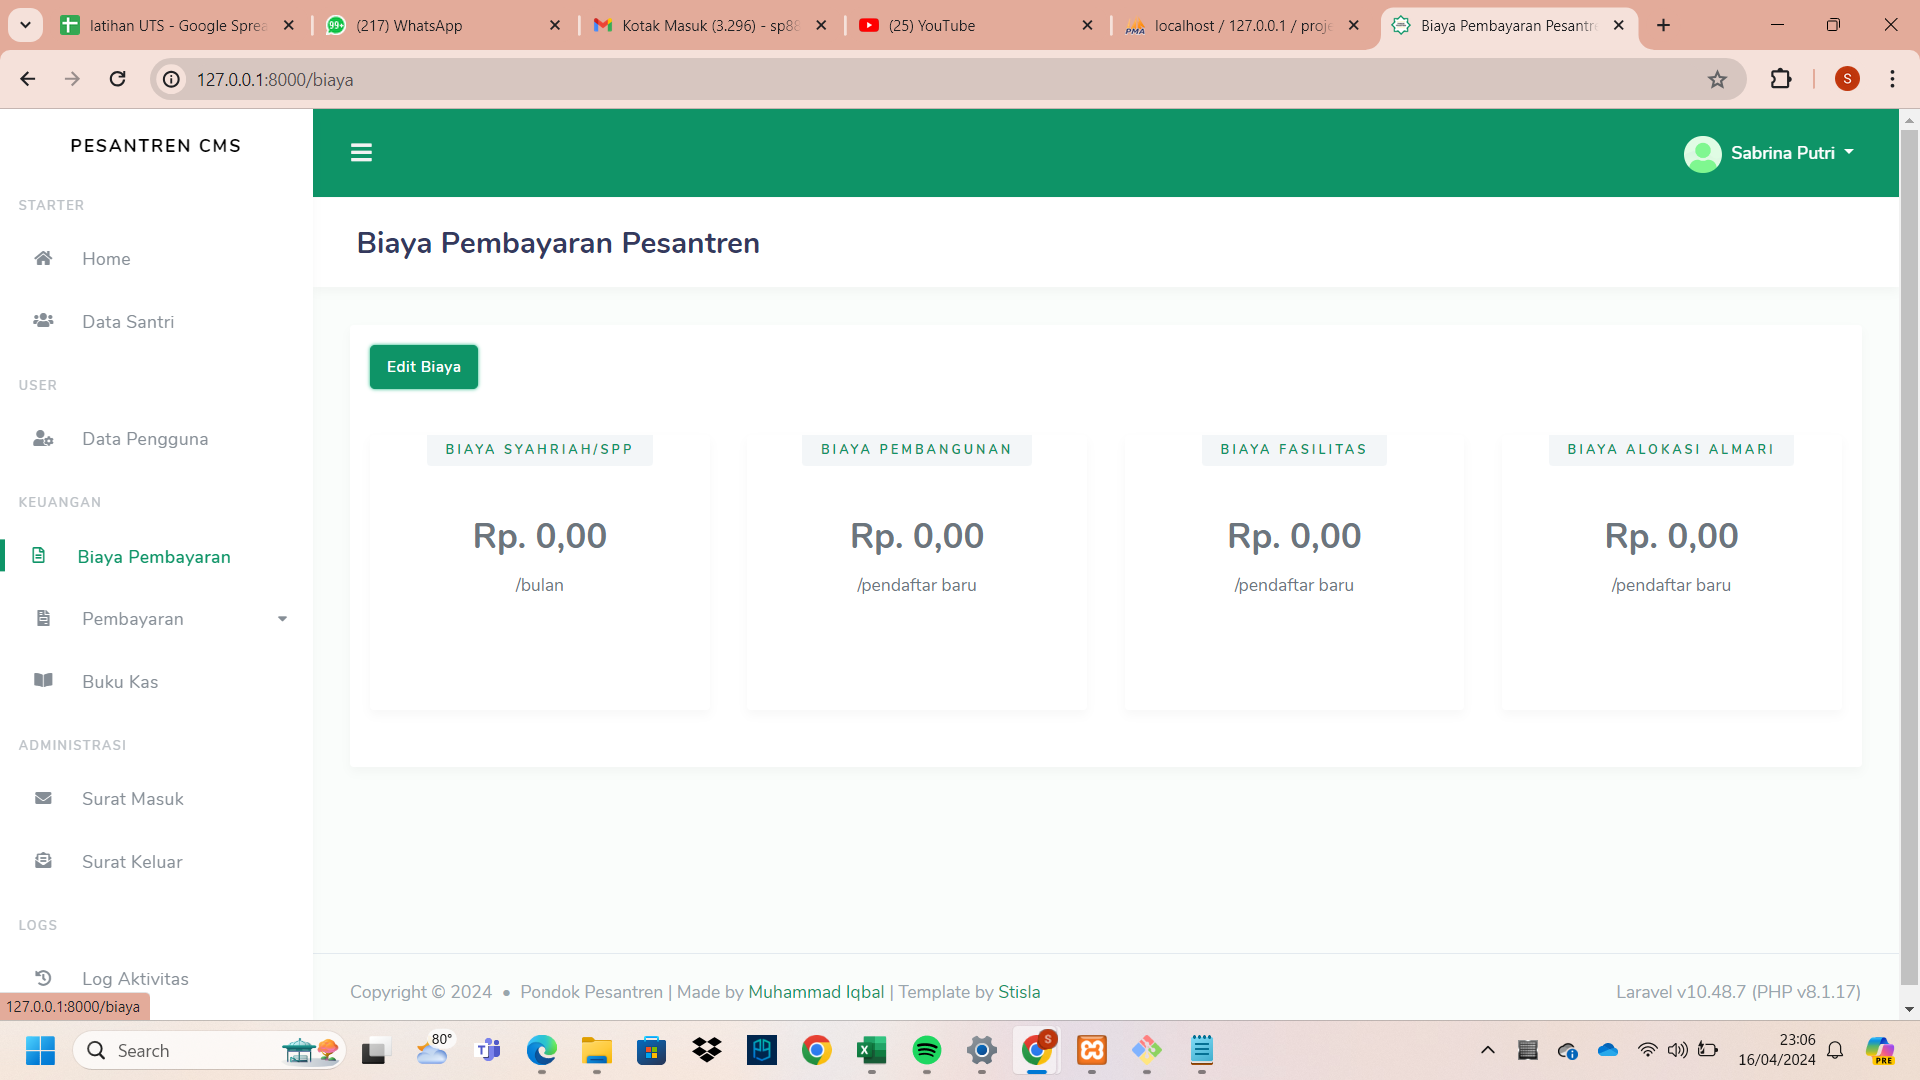 latihan UTS - Google Sprea
(217) WhatsApp
Kotak Masuk (3.296) - sp88
(25) YouTube
localhost / 127.0.0.1 / proje
Biaya Pembayaran Pesantre
127.0.0.1:8000/biaya
S
PESANTREN CMS
Sabrina Putri
STARTER
Home
Data Santri
USER
Data Pengguna
KEUANGAN
Biaya Pembayaran
Pembayaran
Buku Kas
ADMINISTRASI
Surat Masuk
Surat Keluar
LOGS
Log Aktivitas
127.0.0.1:8000/biaya
Biaya Pembayaran Pesantren
Edit Biaya
BIAYA SYAHRIAH/SPP
Rp. 0,00
/bulan
BIAYA PEMBANGUNAN
Rp. 0,00
/pendaftar baru
BIAYA FASILITAS
Rp. 0,00
/pendaftar baru
BIAYA ALOKASI ALMARI
Rp. 0,00
/pendaftar baru
Copyright © 2024 • Pondok Pesantren | Made by Muhammad Iqbal | Template by Stisla
Laravel v10.48.7 (PHP v8.1.17)
Search
80°
S
23:06
16/04/2024
PRE